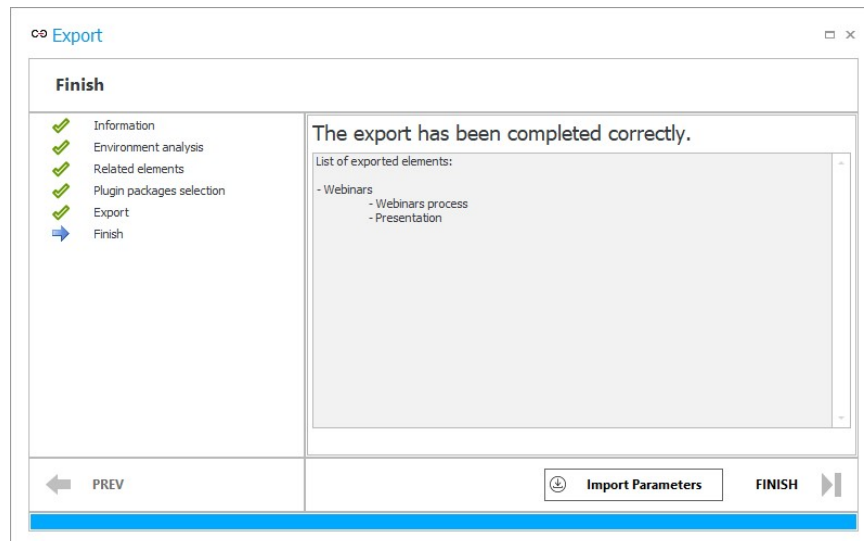 Export
Finish
Information
Environment analysis
Related elements
Plugin packages selection
Export
Finish
The export has been completed correctly.
List of exported elements:
- Webinars
- Webinars process
- Presentation
PREV
Import Parameters
FINISH